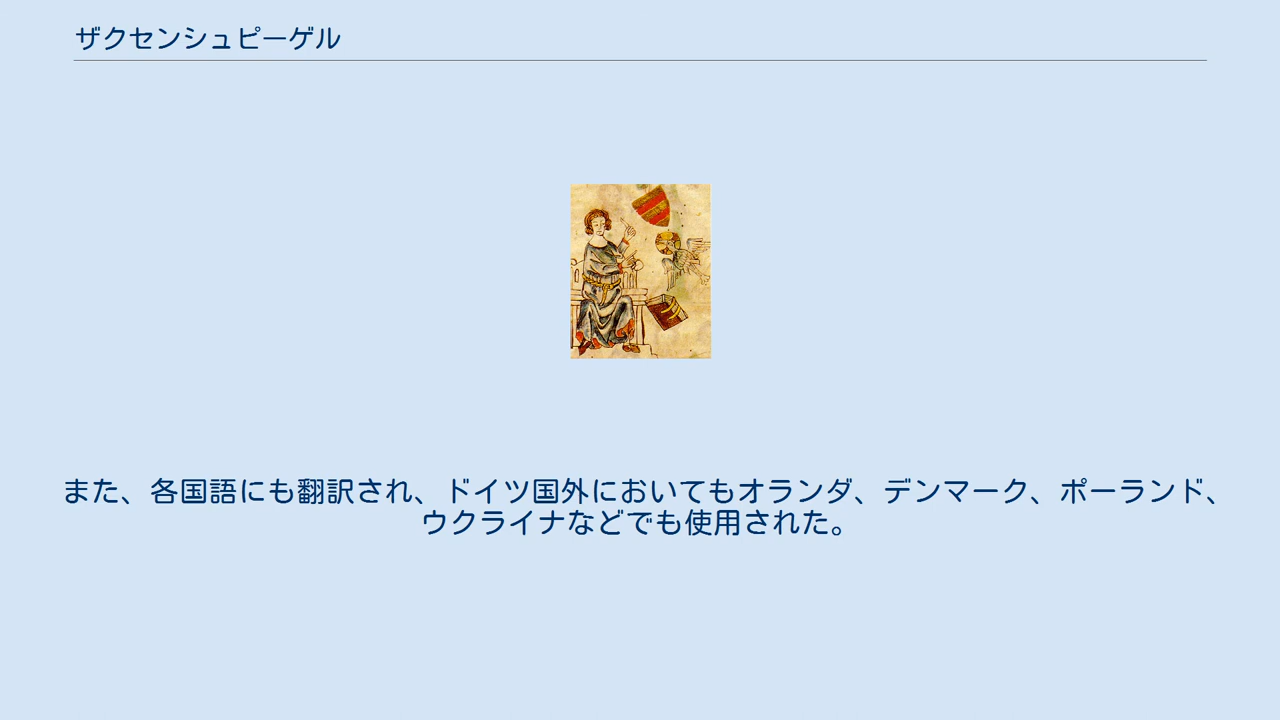 ザクセンシュピーゲル
また、各国語にも翻訳され、ドイツ国外においてもオランダ、デンマーク、ポーランド、
ウクライナなどでも使用された。